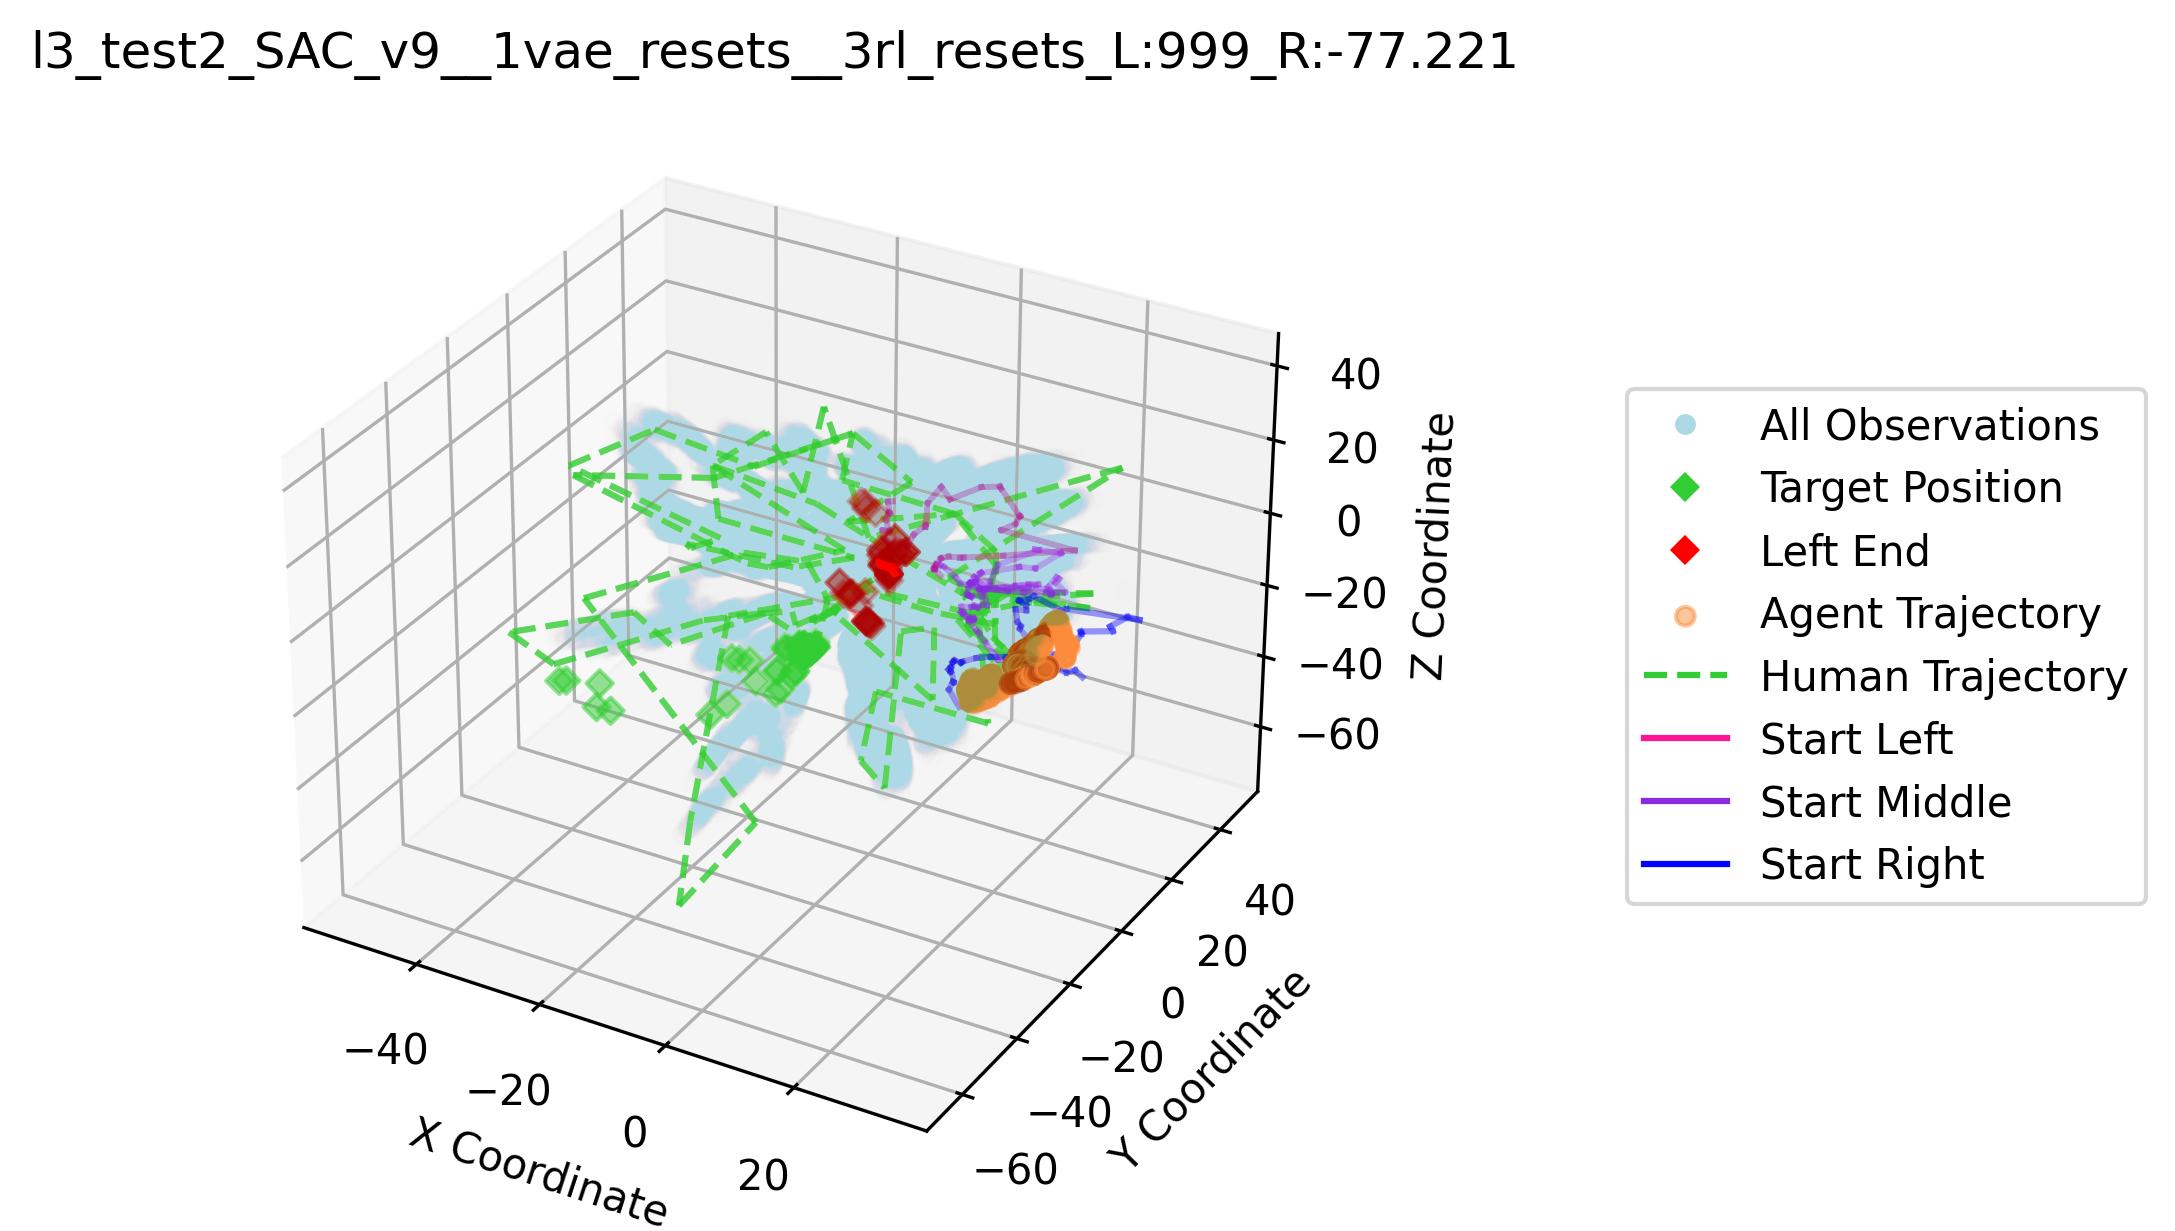 l3_test2_SAC_v9__1vae_resets__3rl_resets_L:999_R:-77.221
40
20
0
−20
−40
−60
Z Coordinate
40
20
0
−20
−40
−60
Y Coordinate
−40
−20
0
20
X Coordinate
All Observations
Target Position
Left End
Agent Trajectory
Human Trajectory
Start Left
Start Middle
Start Right